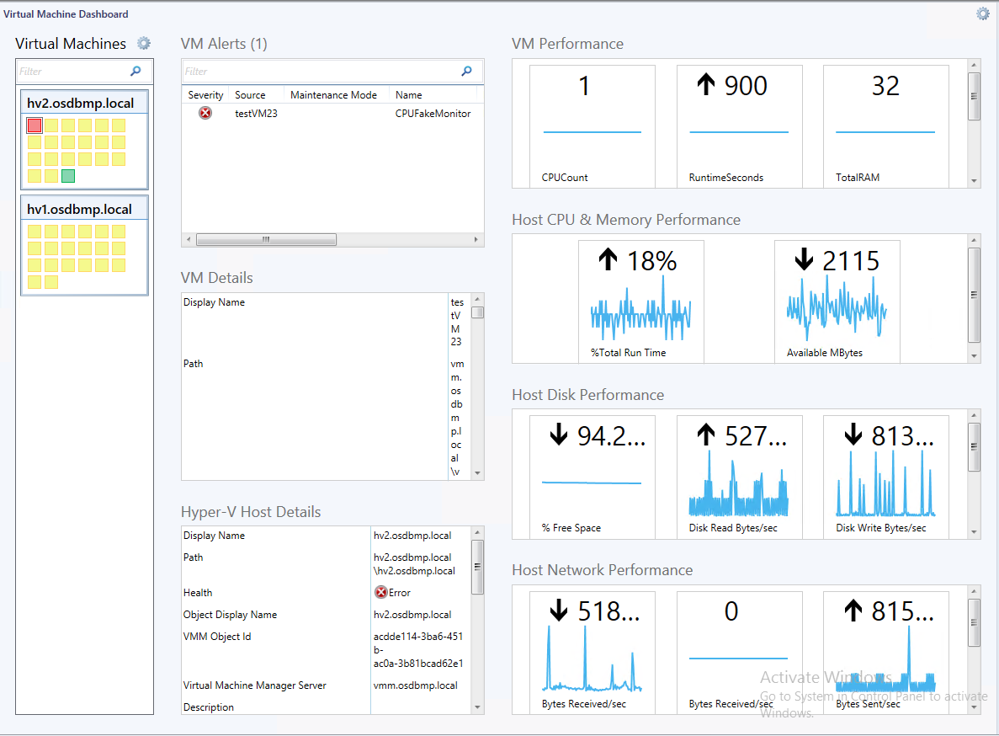 Virtual Machine Dashboard
Virtual Machines
Filter
hv2.osdbmp.local
hv1.osdbmp.local
VM Alerts (1)
Filter
Severity Source Maintenance Mode Name
testVM23 CPUFakeMonitor
VM Details
Display Name
tes
tV
M
23
Path
vm
m.
os
db
m
p.l
oc
al
\v
Hyper-V Host Details
Display Name hv2.osdbmp.local
Path hv2.osdbmp.local
\hv2.osdbmp.local
Health Error
Object Display Name hv2.osdbmp.local
VMM Object Id acdde114-3ba6-451
b-
ac0a-3b81bcad62e1
Virtual Machine Manager Server vmm.osdbmp.local
Description
VM Performance
1 900 32
CPUCount RuntimeSeconds TotalRAM
Host CPU & Memory Performance
18% 2115
%Total Run Time Available MBytes
Host Disk Performance
94.2... 527... 813...
% Free Space Disk Read Bytes/sec Disk Write Bytes/sec
Host Network Performance
518... 0 815...
Bytes Received/sec Bytes Received/sec Bytes Sent/sec
Activate Windows
Go to System in Control Panel to activate
Windows.